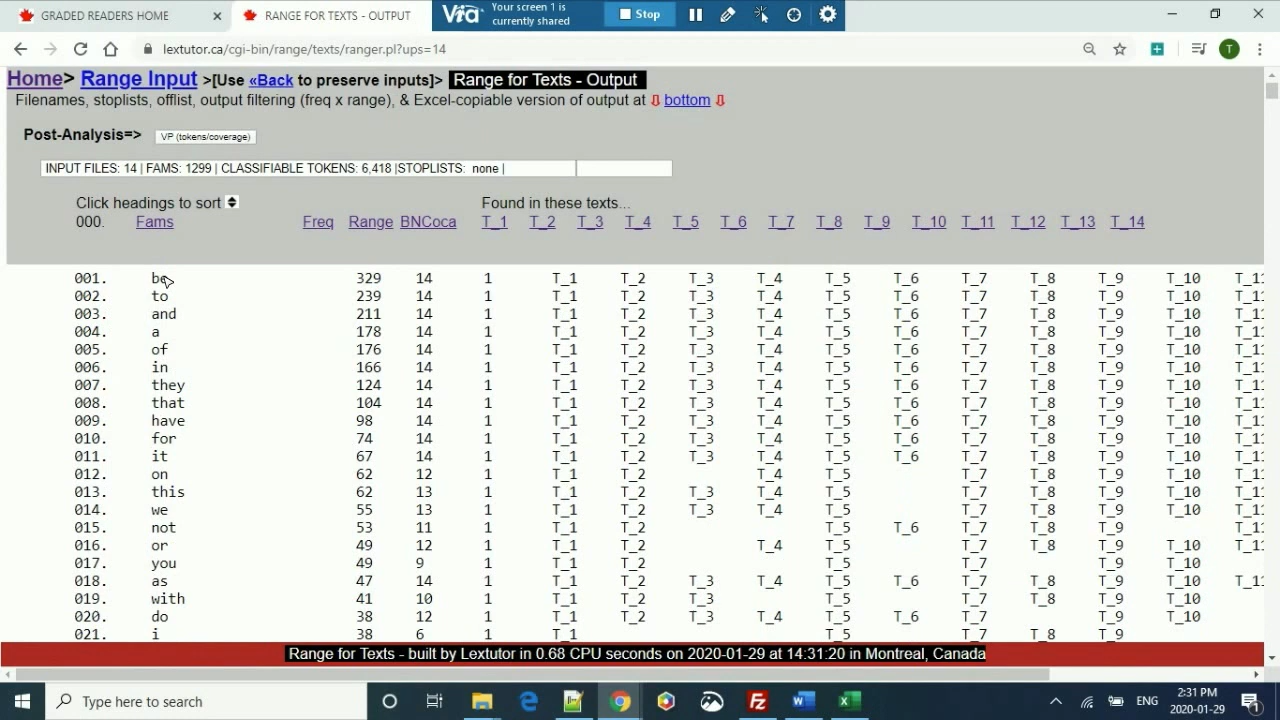 GRADED READERS HOME
RANGE FOR TEXTS - OUTPUT
Via
Your screen 1 is currently shared
Stop
lextutor.ca/cgi-bin/range/texts/ranger.pl?ups=14
T
Home> Range Input >[Use «Back to preserve inputs]> Range for Texts - Output
Filenames, stoplists, offlist, output filtering (freq x range), & Excel-copiable version of output at ⇩ bottom ⇩
Post-Analysis=> VP (tokens/coverage)
INPUT FILES: 14 | FAMS: 1299 | CLASSIFIABLE TOKENS: 6,418 |STOPLISTS: none |
Click headings to sort Found in these texts...
000. Fams Freq Range BNCoca T_1 T_2 T_3 T_4 T_5 T_6 T_7 T_8 T_9 T_10 T_11 T_12 T_13 T_14
001. be 329 14 1 T_1 T_2 T_3 T_4 T_5 T_6 T_7 T_8 T_9 T_10 T_11
002. to 239 14 1 T_1 T_2 T_3 T_4 T_5 T_6 T_7 T_8 T_9 T_10 T_11
003. and 211 14 1 T_1 T_2 T_3 T_4 T_5 T_6 T_7 T_8 T_9 T_10 T_11
004. a 178 14 1 T_1 T_2 T_3 T_4 T_5 T_6 T_7 T_8 T_9 T_10 T_11
005. of 176 14 1 T_1 T_2 T_3 T_4 T_5 T_6 T_7 T_8 T_9 T_10 T_11
006. in 166 14 1 T_1 T_2 T_3 T_4 T_5 T_6 T_7 T_8 T_9 T_10 T_11
007. they 124 14 1 T_1 T_2 T_3 T_4 T_5 T_6 T_7 T_8 T_9 T_10 T_11
008. that 104 14 1 T_1 T_2 T_3 T_4 T_5 T_6 T_7 T_8 T_9 T_10 T_11
009. have 98 14 1 T_1 T_2 T_3 T_4 T_5 T_6 T_7 T_8 T_9 T_10 T_11
010. for 74 14 1 T_1 T_2 T_3 T_4 T_5 T_6 T_7 T_8 T_9 T_10 T_11
011. it 67 14 1 T_1 T_2 T_3 T_4 T_5 T_6 T_7 T_8 T_9 T_10 T_11
012. on 62 12 1 T_1 T_2 T_4 T_5 T_7 T_8 T_9 T_10 T_11
013. this 62 13 1 T_1 T_2 T_3 T_4 T_5 T_7 T_8 T_9 T_10 T_11
014. we 55 13 1 T_1 T_2 T_3 T_4 T_5 T_7 T_8 T_9 T_10 T_11
015. not 53 11 1 T_1 T_2 T_5 T_6 T_7 T_8 T_9 T_11
016. or 49 12 1 T_1 T_2 T_4 T_5 T_7 T_8 T_9 T_10 T_11
017. you 49 9 1 T_1 T_2 T_5 T_7 T_9 T_10
018. as 47 14 1 T_1 T_2 T_3 T_4 T_5 T_6 T_7 T_8 T_9 T_10 T_11
019. with 41 10 1 T_1 T_2 T_3 T_5 T_7 T_8 T_9 T_10
020. do 38 12 1 T_1 T_2 T_3 T_4 T_5 T_6 T_7 T_8 T_9 T_10
021. i 38 6 1 T_1 T_5 T_7 T_8 T_9
Range for Texts - built by Lextutor in 0.68 CPU seconds on 2020-01-29 at 14:31:20 in Montreal, Canada
Type here to search
ENG
2:31 PM
2020-01-29
1